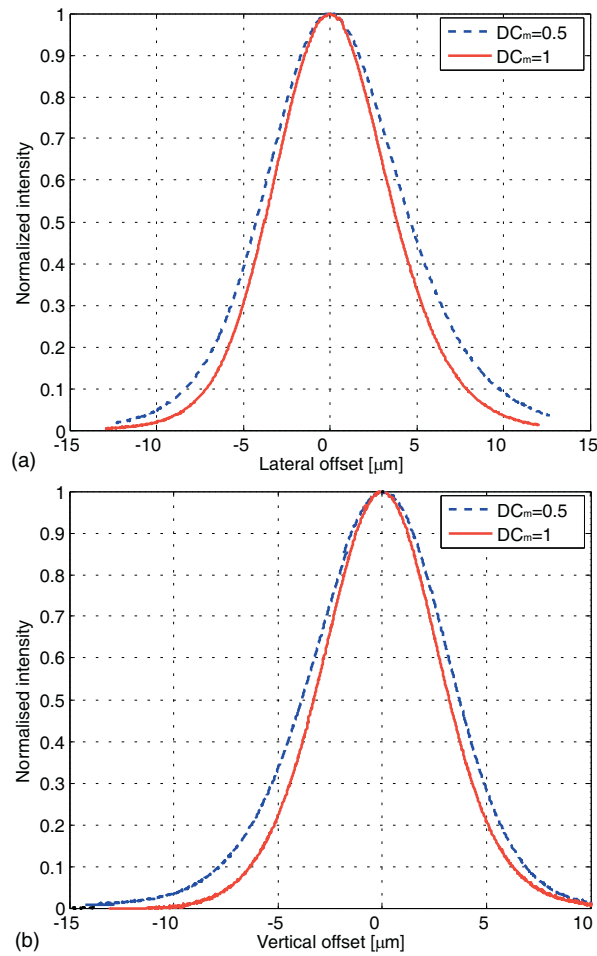 1
0.9
0.8
0.7
0.6
0.5
0.4
0.3
0.2
0.1
0
Normalized intensity
DCm=0.5
DCm=1
-15 -10 -5 0 5 10 15
(a) Lateral offset [μm]
1
0.9
0.8
0.7
0.6
0.5
0.4
0.3
0.2
0.1
0
Normalised intensity
DCm=0.5
DCm=1
-15 -10 -5 0 5 10
(b) Vertical offset [μm]